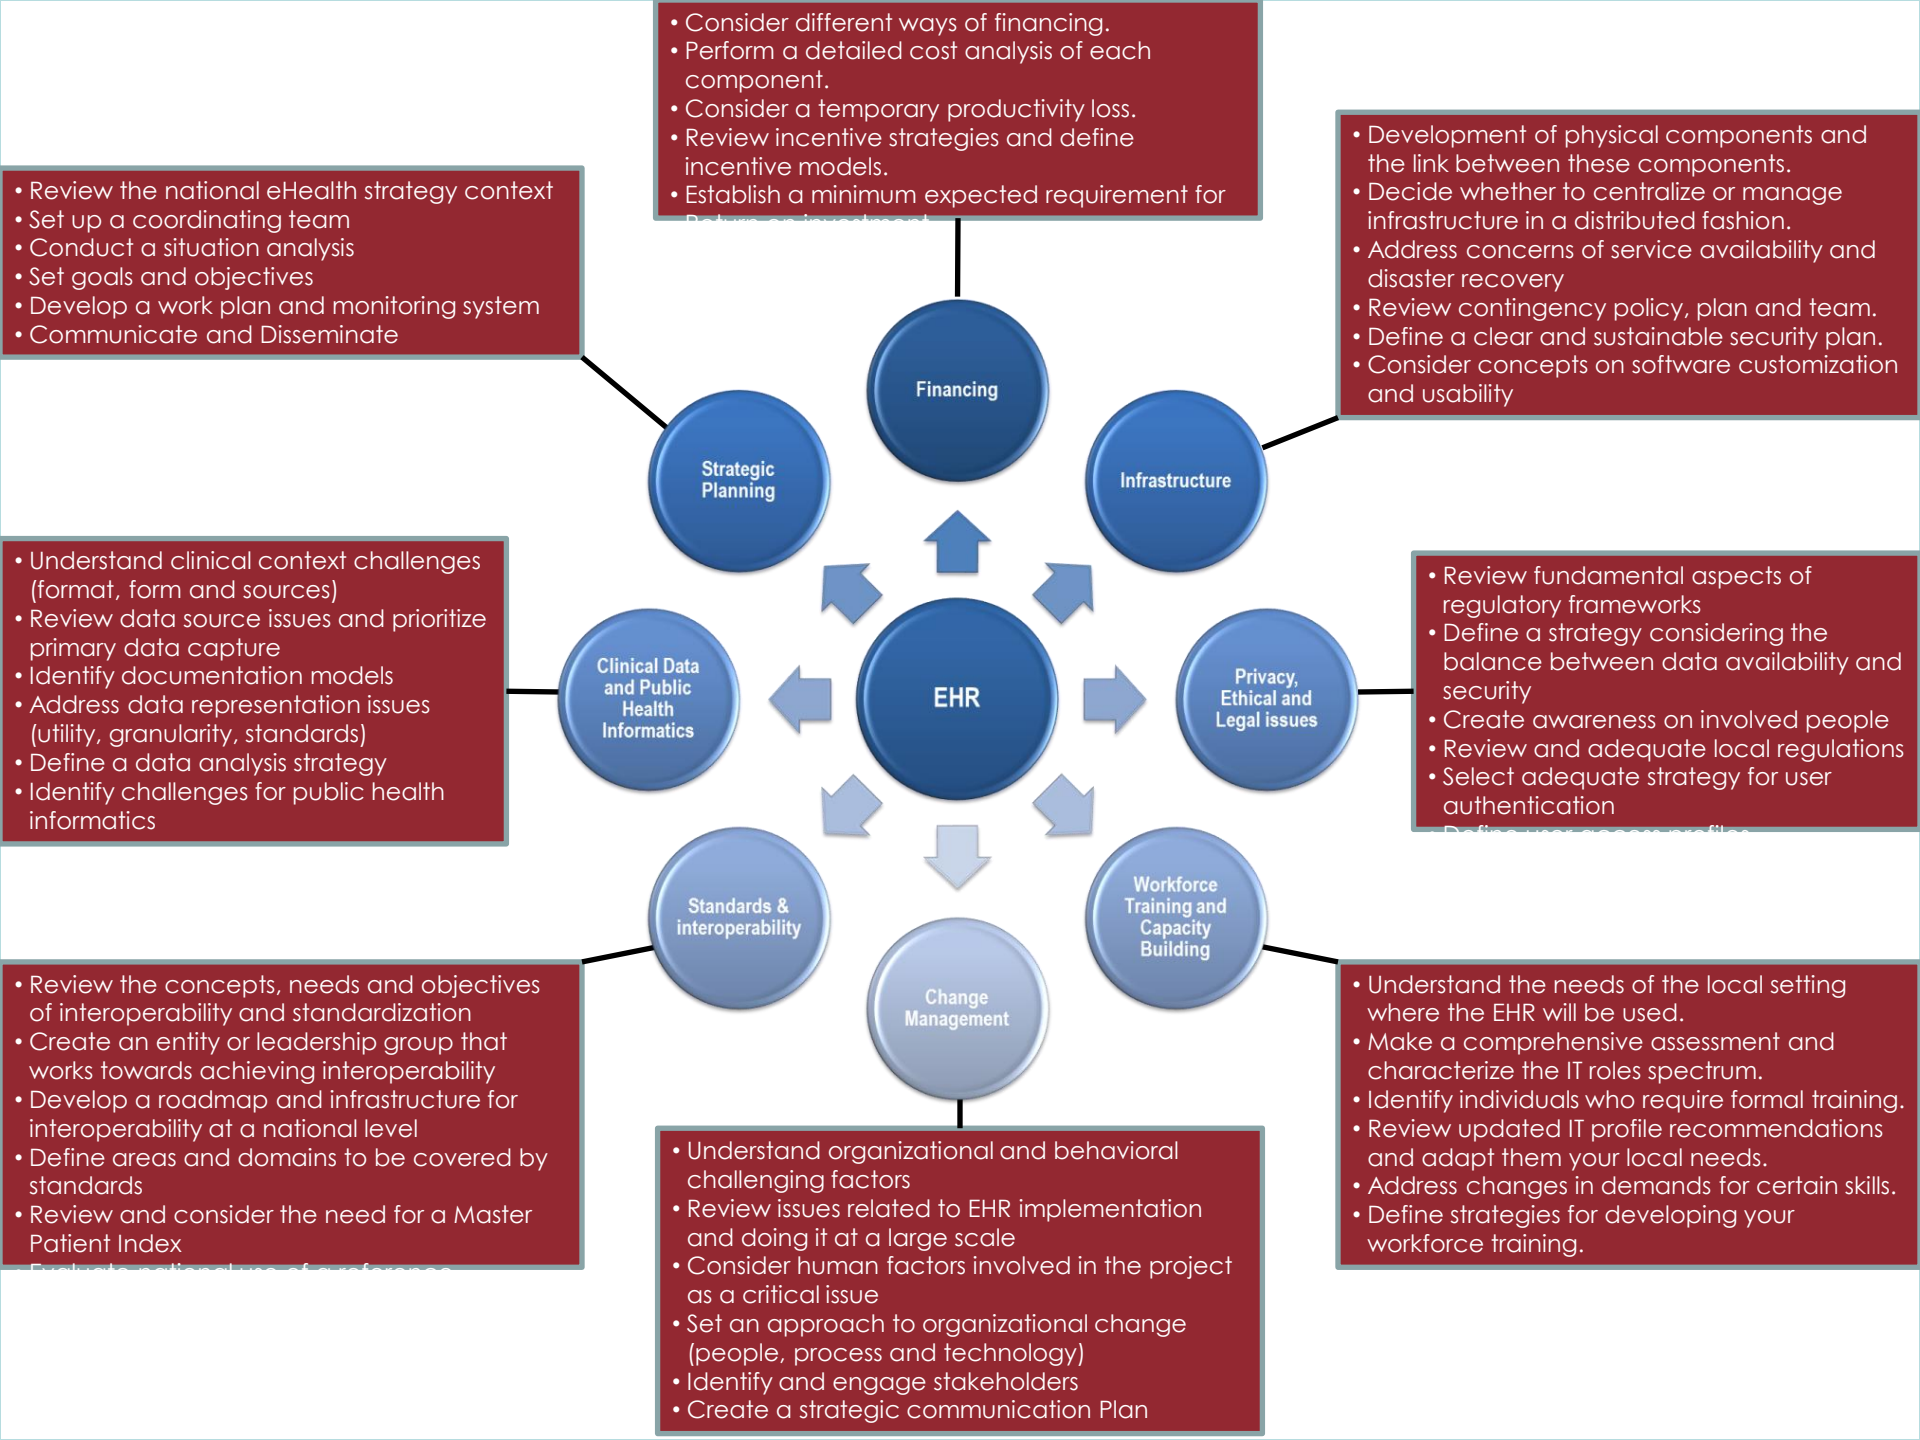 • Consider different ways of financing.
• Perform a detailed cost analysis of each
component.
• Consider a temporary productivity loss.
• Review incentive strategies and define
incentive models.
• Establish a minimum expected requirement for
Return on investment
• Development of physical components and
the link between these components.
• Decide whether to centralize or manage
infrastructure in a distributed fashion.
• Address concerns of service availability and
disaster recovery
• Review contingency policy, plan and team.
• Define a clear and sustainable security plan.
• Consider concepts on software customization
and usability
• Review the national eHealth strategy context
• Set up a coordinating team
• Conduct a situation analysis
• Set goals and objectives
• Develop a work plan and monitoring system
• Communicate and Disseminate
Financing
Strategic
Planning
Infrastructure
• Understand clinical context challenges
(format, form and sources)
• Review data source issues and prioritize
primary data capture
• Identify documentation models
• Address data representation issues
(utility, granularity, standards)
• Define a data analysis strategy
• Identify challenges for public health
informatics
Clinical Data
and Public
Health
Informatics
EHR
Privacy,
Ethical and
Legal issues
• Review fundamental aspects of
regulatory frameworks
• Define a strategy considering the
balance between data availability and
security
• Create awareness on involved people
• Review and adequate local regulations
• Select adequate strategy for user
authentication
• Define user access profiles
Standards &
interoperability
Workforce
Training and
Capacity
Building
Change
Management
• Review the concepts, needs and objectives
of interoperability and standardization
• Create an entity or leadership group that
works towards achieving interoperability
• Develop a roadmap and infrastructure for
interoperability at a national level
• Define areas and domains to be covered by
standards
• Review and consider the need for a Master
Patient Index
• Evaluate national use of a reference
• Understand organizational and behavioral
challenging factors
• Review issues related to EHR implementation
and doing it at a large scale
• Consider human factors involved in the project
as a critical issue
• Set an approach to organizational change
(people, process and technology)
• Identify and engage stakeholders
• Create a strategic communication Plan
• Understand the needs of the local setting
where the EHR will be used.
• Make a comprehensive assessment and
characterize the IT roles spectrum.
• Identify individuals who require formal training.
• Review updated IT profile recommendations
and adapt them your local needs.
• Address changes in demands for certain skills.
• Define strategies for developing your
workforce training.